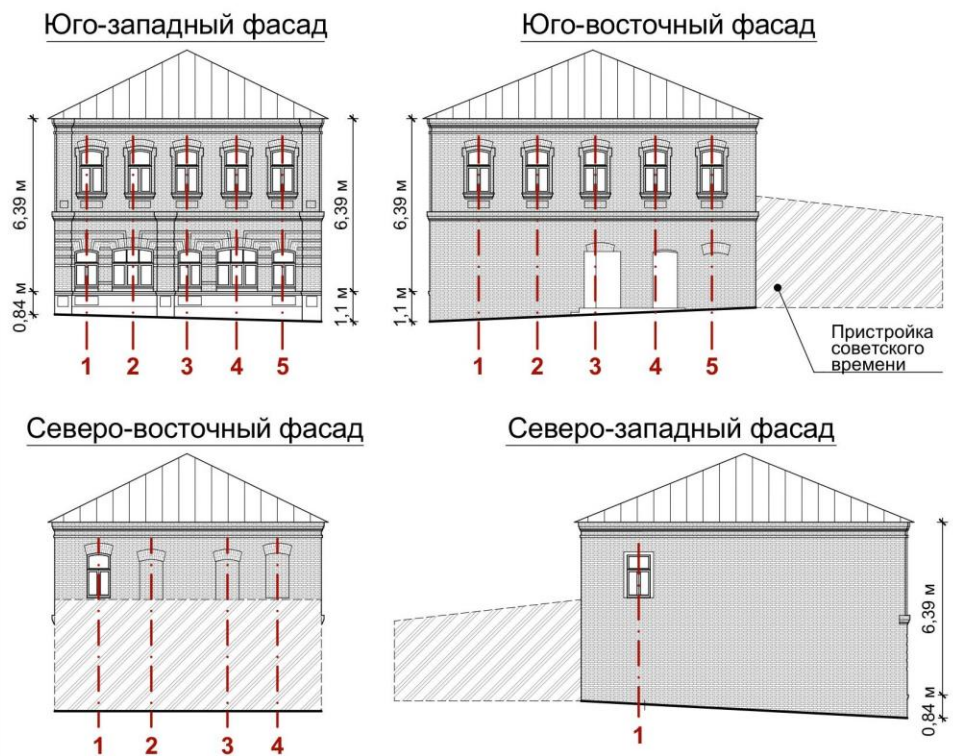 Юго-западный фасад
6,39 м
0,84 м
6,39 м
1,1 м
1 2 3 4 5
Юго-восточный фасад
6,39 м
1,1 м
Пристройка
советского
времени
1 2 3 4 5
Северо-восточный фасад
1 2 3 4
Северо-западный фасад
6,39 м
0,84 м
1